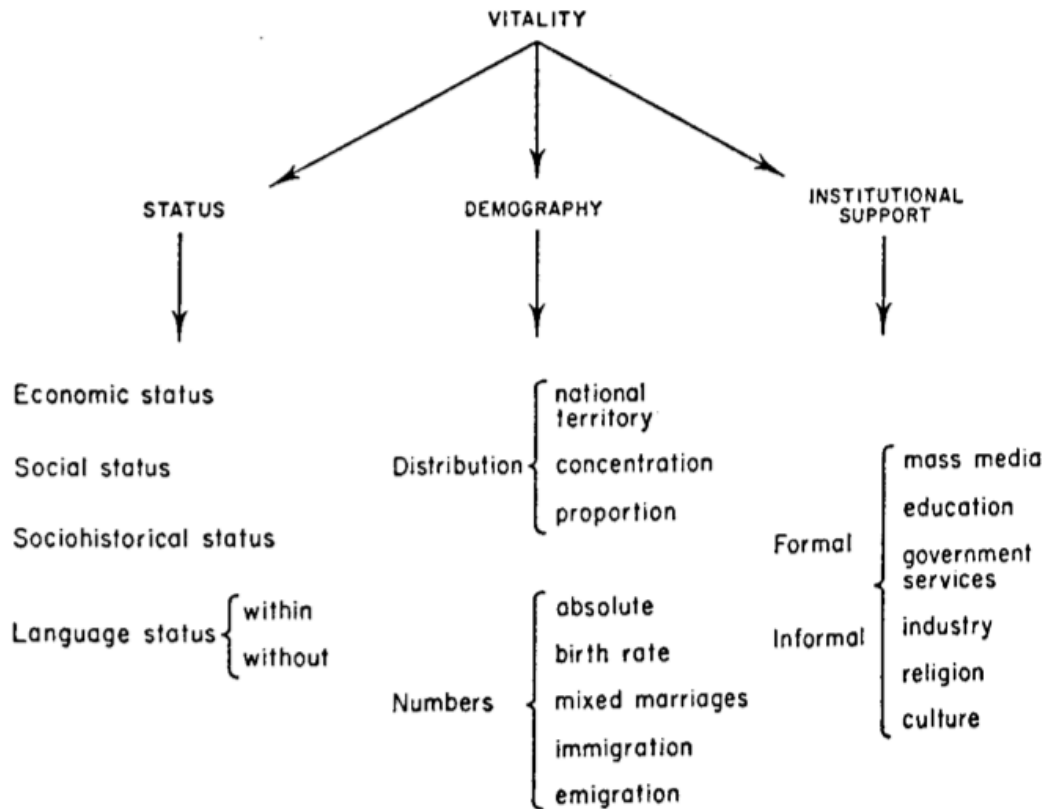 VITALITY
STATUS
DEMOGRAPHY
INSTITUTIONAL
SUPPORT
Economic status
Social status
Sociohistorical status
Language status
within
without
Distribution
national
territory
concentration
proportion
Numbers
absolute
birth rate
mixed marriages
immigration
emigration
Formal
Informal
mass media
education
government
services
industry
religion
culture